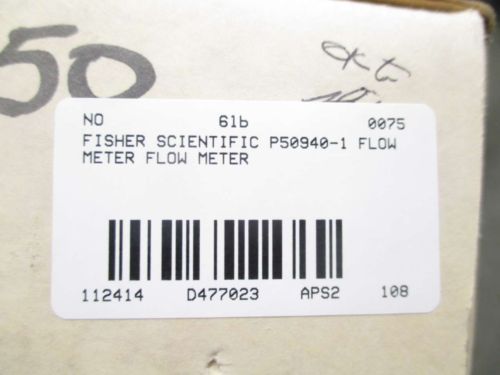 50
NO 61b 0075
FISHER SCIENTIFIC P50940-1 FLOW
METER FLOW METER
112414 D477023 APS2 108